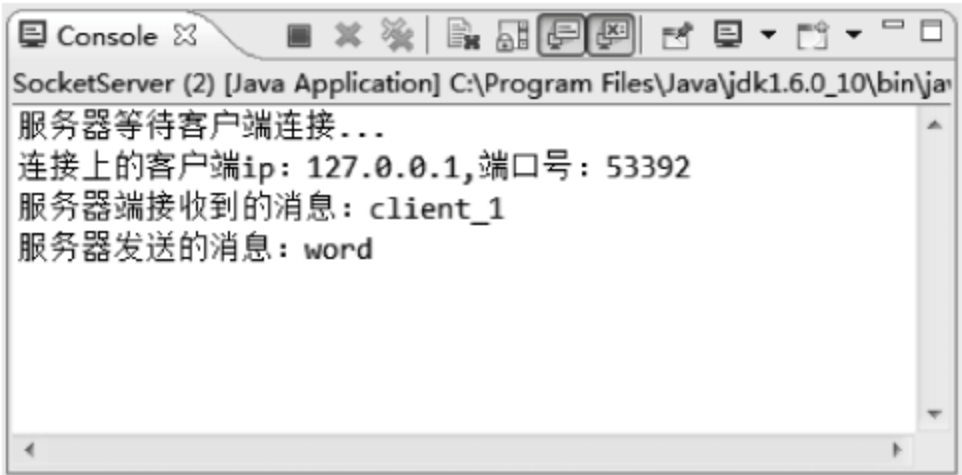 Console
SocketServer (2) [Java Application] C:\Program Files\Java\jdk1.6.0_10\bin\ja
服务器等待客户端连接...
连接上的客户端ip：127.0.0.1,端口号：53392
服务器端接收到的消息：client_1
服务器发送的消息：word